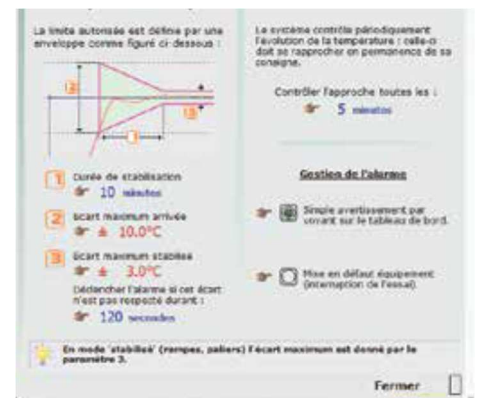 La limite autorisée est définie par une
enveloppe comme figuré ci dessous :
2
3
1
1 Durée de stabilisation
10 minutes
2 Ecart maximum arrivée
± 10.0°C
3 Ecart maximum stabilisé
± 3.0°C
Déclencher l'alarme si cet écart
n'est pas respecté durant :
120 secondes
Le système contrôle périodiquement
l'évolution de la température : celle-ci
doit se rapprocher en permanence de sa
consigne.
Contrôler l'approche toutes les :
5 minutes
Gestion de l'alarme
Simple avertissement par
voyant sur le tableau de bord.
Mise en défaut équipement
(interruption de l'essai).
En mode 'stabilisé' (rampes, paliers) l'écart maximum est donné par le
paramètre 3.
Fermer